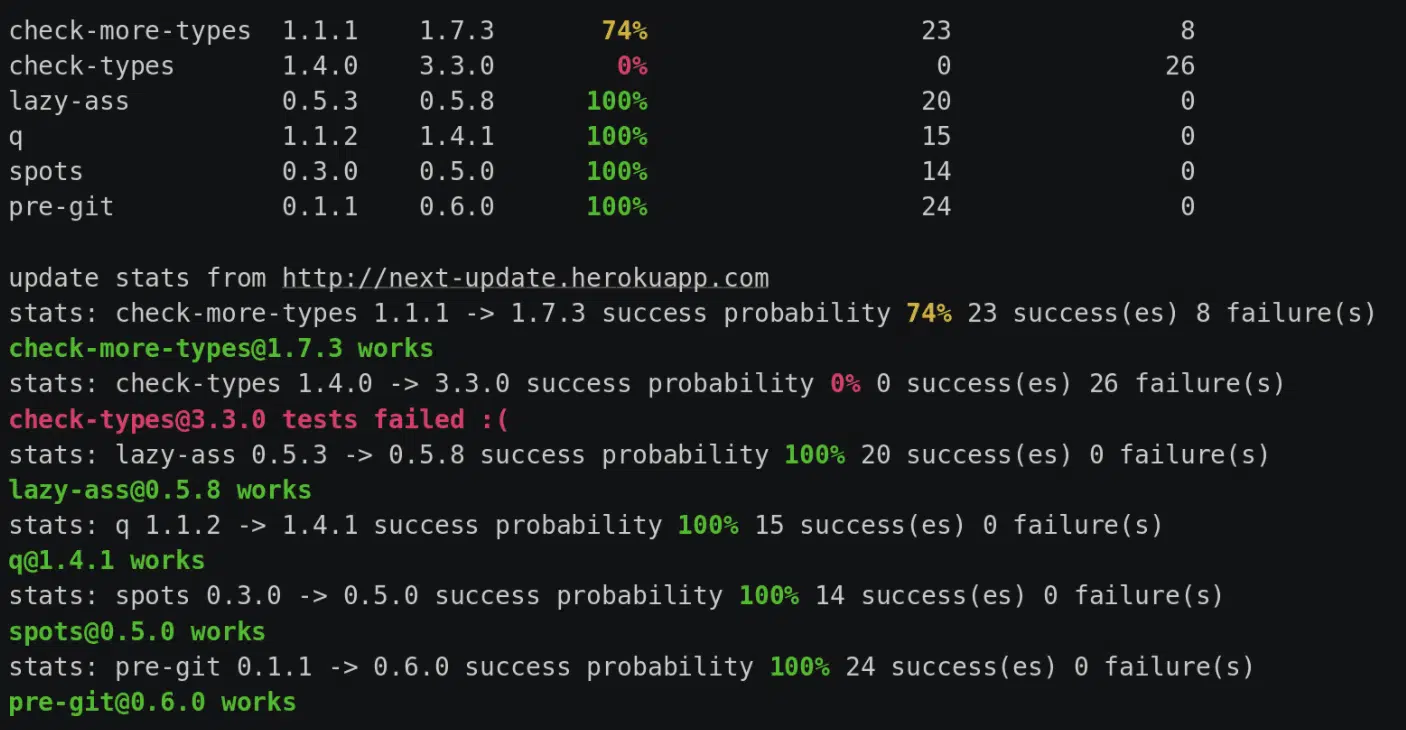 check-more-types 1.1.1 1.7.3 74% 23 8
check-types 1.4.0 3.3.0 0% 0 26
lazy-ass 0.5.3 0.5.8 100% 20 0
q 1.1.2 1.4.1 100% 15 0
spots 0.3.0 0.5.0 100% 14 0
pre-git 0.1.1 0.6.0 100% 24 0
update stats from http://next-update.herokuapp.com
stats: check-more-types 1.1.1 -> 1.7.3 success probability 74% 23 success(es) 8 failure(s)
check-more-types@1.7.3 works
stats: check-types 1.4.0 -> 3.3.0 success probability 0% 0 success(es) 26 failure(s)
check-types@3.3.0 tests failed :(
stats: lazy-ass 0.5.3 -> 0.5.8 success probability 100% 20 success(es) 0 failure(s)
lazy-ass@0.5.8 works
stats: q 1.1.2 -> 1.4.1 success probability 100% 15 success(es) 0 failure(s)
q@1.4.1 works
stats: spots 0.3.0 -> 0.5.0 success probability 100% 14 success(es) 0 failure(s)
spots@0.5.0 works
stats: pre-git 0.1.1 -> 0.6.0 success probability 100% 24 success(es) 0 failure(s)
pre-git@0.6.0 works